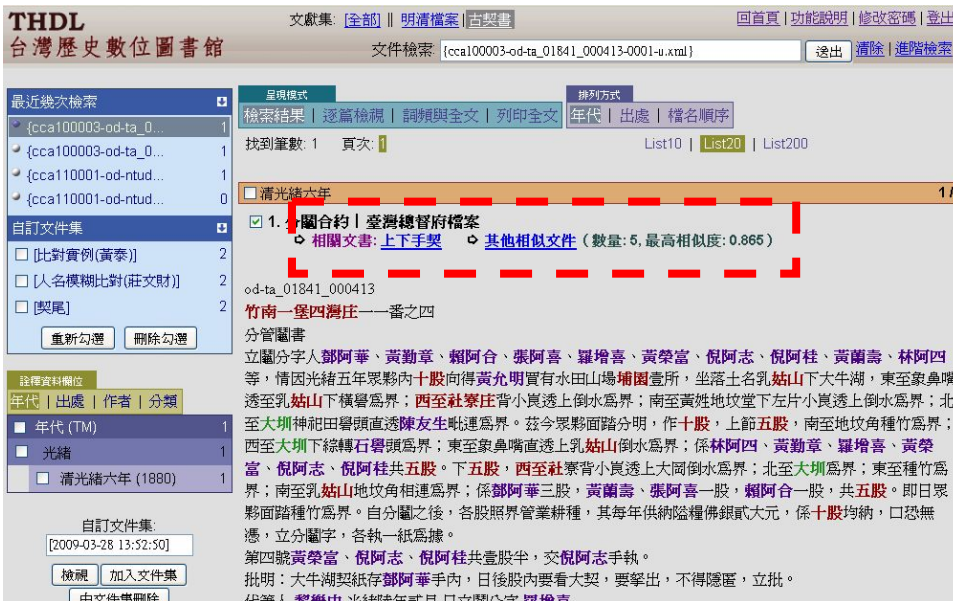 THDL
台灣歷史數位圖書館
文獻集: [全部] || 明清檔案 | 古契書
回首頁 | 功能說明 | 修改密碼 | 登出
文件檢索: {cca100003-od-ta_01841_000413-0001-u.xml}
送出 清除 | 進階檢索
最近幾次檢索
{cca100003-od-ta_0... 1
{cca100003-od-ta_0... 1
{cca110001-od-ntud... 1
{cca110001-od-ntud... 0
自訂文件集
[比對實例(黃泰)] 2
[人名模糊比對(莊文財)] 2
[契尾] 2
重新勾選 刪除勾選
詮釋資料欄位
年代 | 出處 | 作者 | 分類
年代 (TM) 1
光緒 1
清光緒六年 (1880) 1
自訂文件集:
[2009-03-28 13:52:50]
檢視 加入文件集
由文件集刪除
呈現模式
檢索結果 | 逐篇檢視 | 詞頻與全文 | 列印全文
排列方式
年代 | 出處 | 檔名順序
找到筆數: 1 頁次: 1
List10 | List20 | List200
清光緒六年 1/
1. 分鬮合約 | 臺灣總督府檔案
相關文書: 上下手契 其他相似文件 (數量: 5, 最高相似度: 0.865)
od-ta_01841_000413
竹南一堡四灣庄一一番之四
分管鬮書
立鬮分字人鄧阿華、黃勤章、賴阿合、張阿喜、羅增喜、黃榮富、倪阿志、倪阿桂、黃蘭壽、林阿四
等，情因光緒五年眾夥內十股向得黃允明買有水田山場埔園壹所，坐落土名乳姑山下大牛湖，東至象鼻嘴
透至乳姑山下橫磜為界；西至社寮庄背小崀透上倒水為界；南至黃姓地坟堂下左片小崀透上倒水為界；北
至大圳神祀田磜頭直透陳友生毗連為界。茲今眾夥面踏分明，作十股，上節五股，南至地坟角種竹為界；
西至大圳下綜轉石磜頭為界；東至象鼻嘴直透上乳姑山倒水為界；係林阿四、黃勤章、羅增喜、黃榮
富、倪阿志、倪阿桂共五股。下五股，西至社寮背小崀透上大崗倒水為界；北至大圳為界；東至種竹為
界；南至乳姑山地坟角相連為界；係鄧阿華三股，黃蘭壽、張阿喜一股，賴阿合一股，共五股。即日眾
夥面踏種竹為界。自分鬮之後，各股照界管業耕種，其每年供納隘糧佛銀貳大元，係十股均納，口恐無
憑，立分鬮字，各執一紙為據。
第四號黃榮富、倪阿志、倪阿桂共壹股半，交倪阿志手執。
批明：大牛湖契紙存鄧阿華手內，日後股內要看大契，要拏出，不得隱匿，立批。